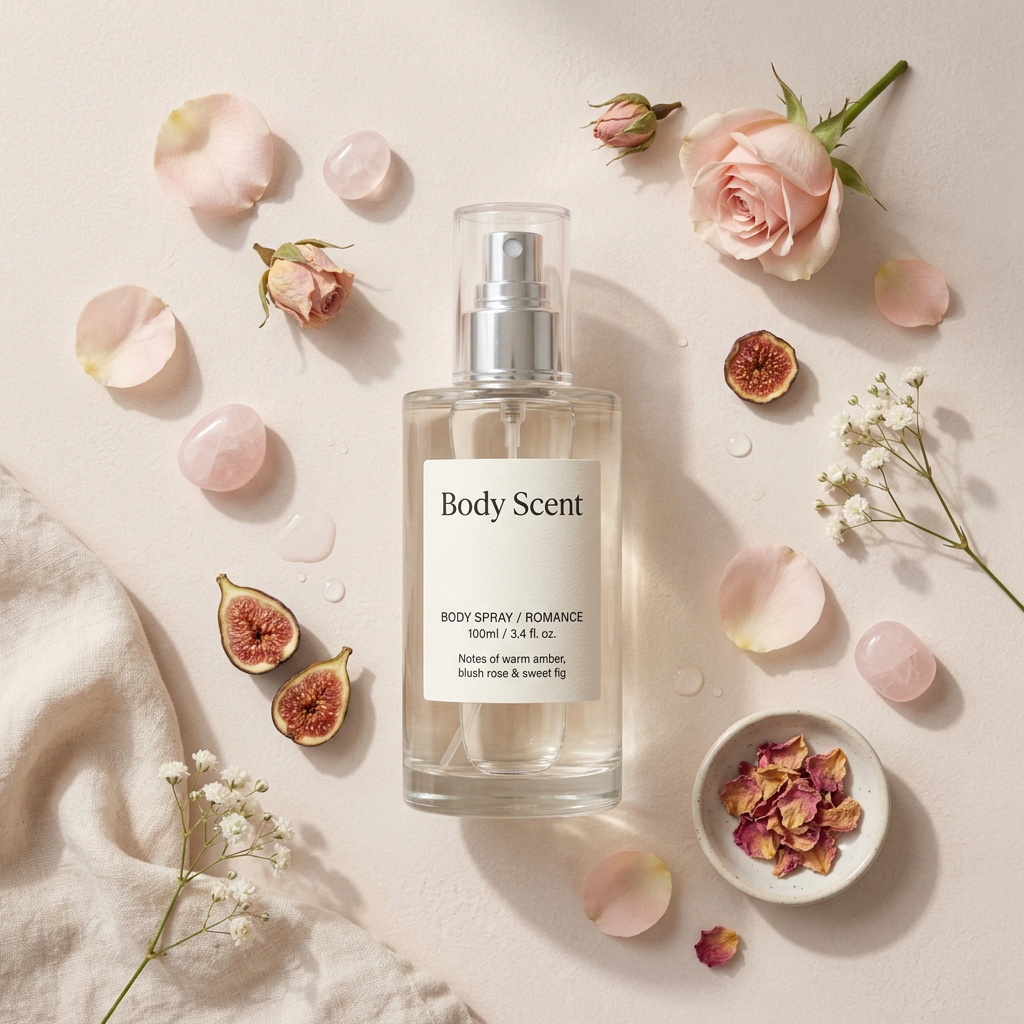 Body Scent
BODY SPRAY / ROMANCE
100ml / 3.4 fl. oz.
Notes of warm amber,
blush rose & sweet fig